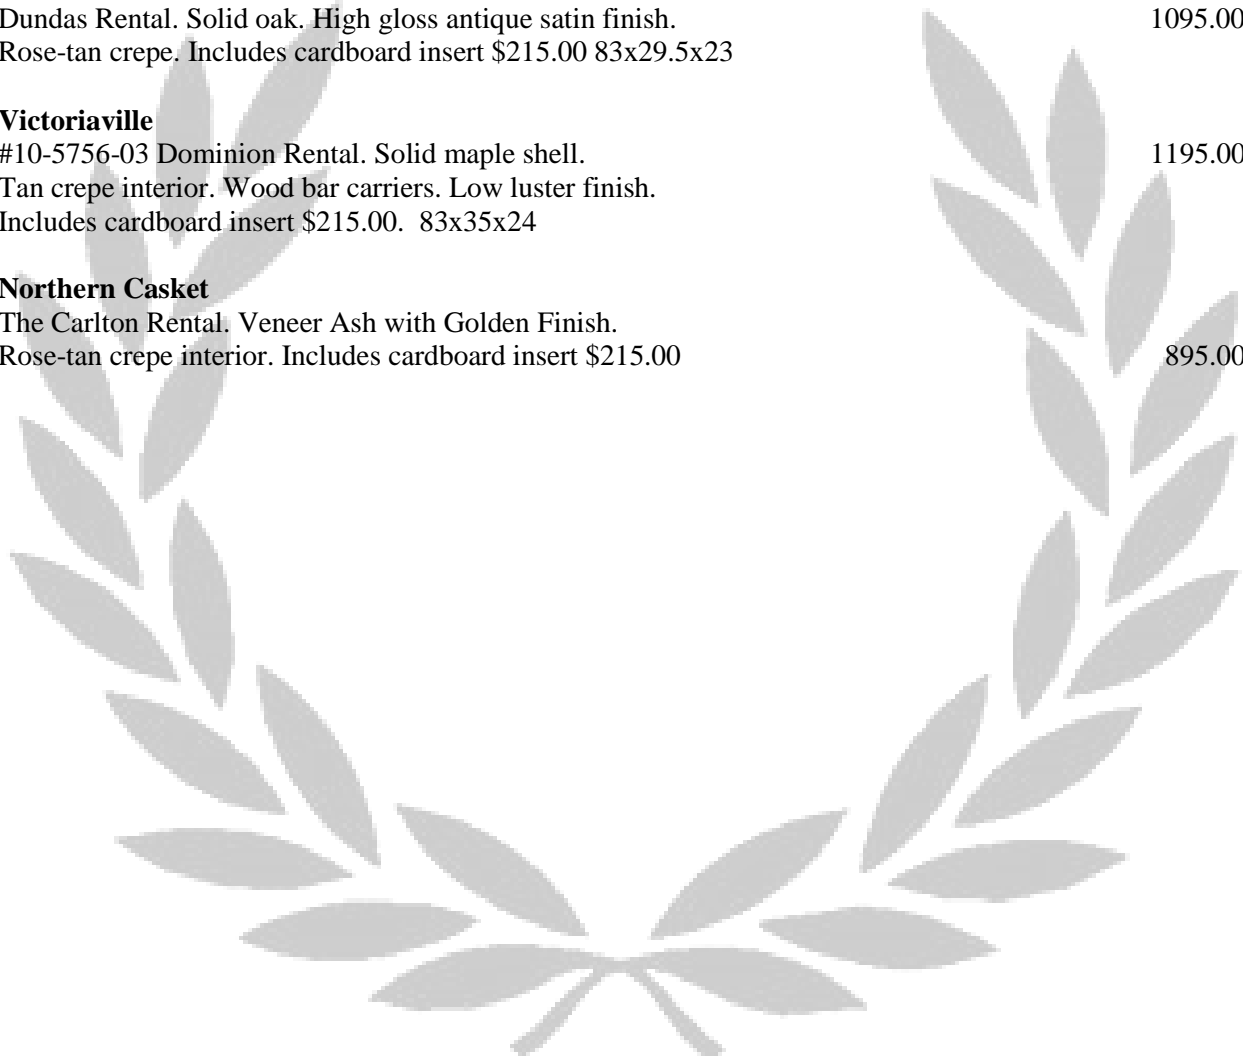 Dundas Rental. Solid oak. High gloss antique satin finish. 1095.00
Rose-tan crepe. Includes cardboard insert $215.00 83x29.5x23
Victoriaville
#10-5756-03 Dominion Rental. Solid maple shell. 1195.00
Tan crepe interior. Wood bar carriers. Low luster finish.
Includes cardboard insert $215.00.  83x35x24
Northern Casket
The Carlton Rental. Veneer Ash with Golden Finish.
Rose-tan crepe interior. Includes cardboard insert $215.00 895.00